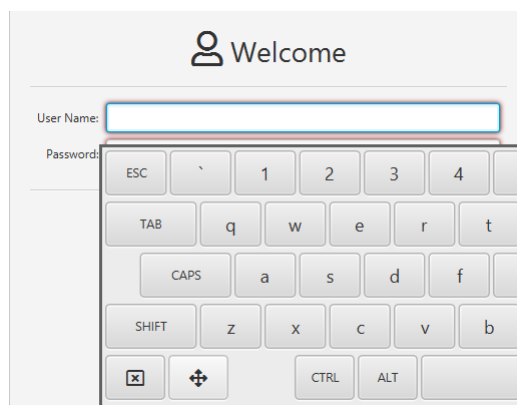 Welcome
User Name:
Password:
ESC ` 1 2 3 4
TAB q w e r t
CAPS a s d f
SHIFT z x c v b
CTRL ALT